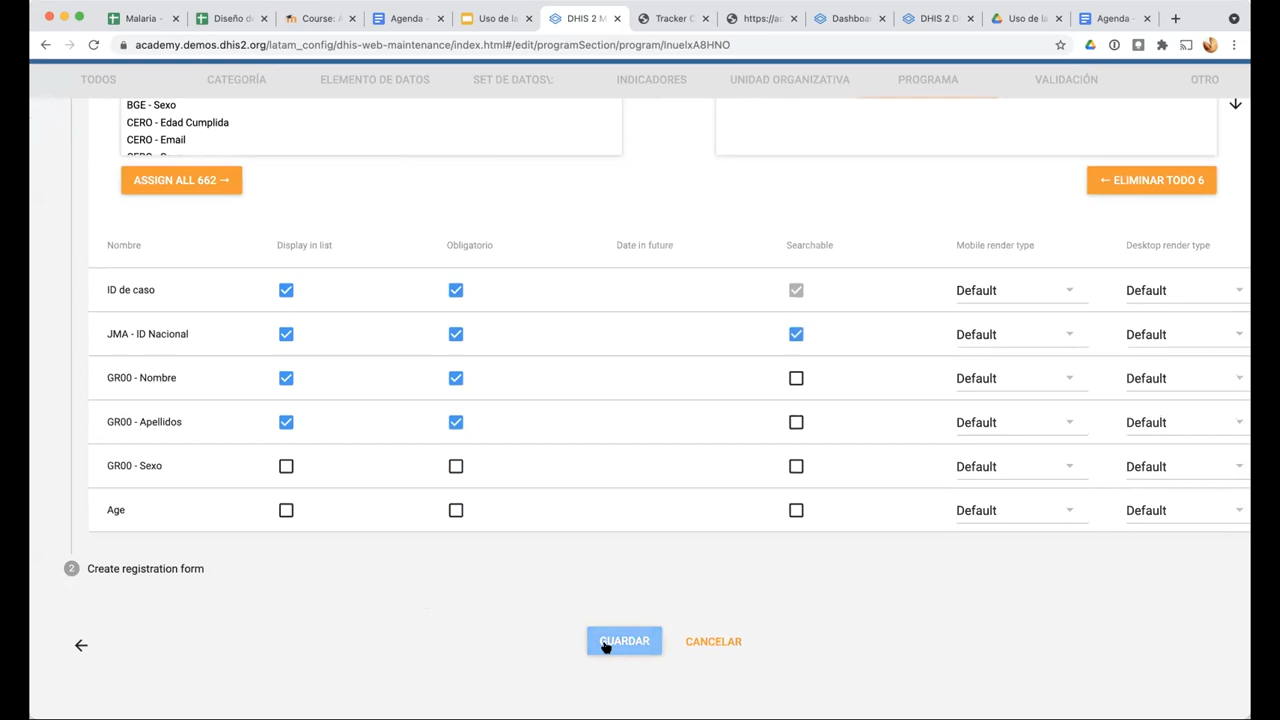 Malaria -
Diseño d
Course: A
Agenda -
Uso de la
DHIS 2 M
Tracker C
https://ac
Dashboa
DHIS 2 D
Uso de la
Agenda -
academy.demos.dhis2.org/latam_config/dhis-web-maintenance/index.html#/edit/programSection/program/InuelxA8HNO
TODOS CATEGORÍA ELEMENTO DE DATOS SET DE DATOS\: INDICADORES UNIDAD ORGANIZATIVA PROGRAMA VALIDACIÓN OTRO
BGE - Sexo
CERO - Edad Cumplida
CERO - Email
ASSIGN ALL 662 →
← ELIMINAR TODO 6
Nombre Display in list Obligatorio Date in future Searchable Mobile render type Desktop render type
ID de caso Default Default
JMA - ID Nacional Default Default
GR00 - Nombre Default Default
GR00 - Apellidos Default Default
GR00 - Sexo Default Default
Age Default Default
2 Create registration form
GUARDAR CANCELAR